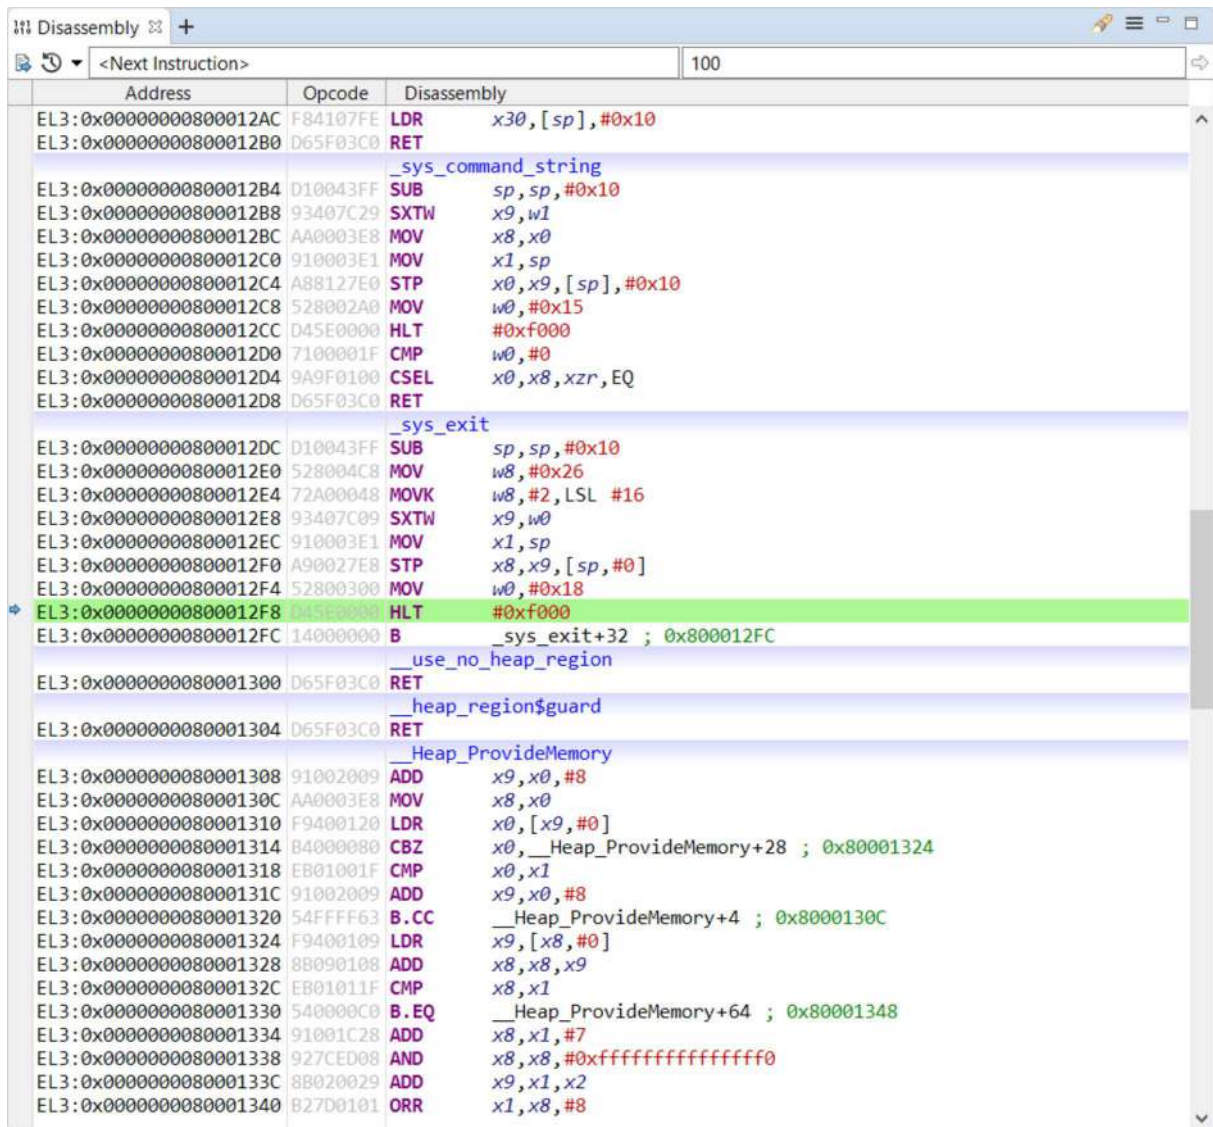 Disassembly
<Next Instruction> 100
Address Opcode Disassembly
EL3:0x00000000800012AC F84107FE LDR x30,[sp],#0x10
EL3:0x00000000800012B0 D65F03C0 RET
_sys_command_string
EL3:0x00000000800012B4 D10043FF SUB sp,sp,#0x10
EL3:0x00000000800012B8 93407C29 SXTW x9,w1
EL3:0x00000000800012BC AA0003E8 MOV x8,x0
EL3:0x00000000800012C0 910003E1 MOV x1,sp
EL3:0x00000000800012C4 A88127E0 STP x0,x9,[sp],#0x10
EL3:0x00000000800012C8 528002A0 MOV w0,#0x15
EL3:0x00000000800012CC D45E0000 HLT #0xf000
EL3:0x00000000800012D0 7100001F CMP w0,#0
EL3:0x00000000800012D4 9A9F0100 CSEL x0,x8,xzr,EQ
EL3:0x00000000800012D8 D65F03C0 RET
_sys_exit
EL3:0x00000000800012DC D10043FF SUB sp,sp,#0x10
EL3:0x00000000800012E0 528004C8 MOV w8,#0x26
EL3:0x00000000800012E4 72A00048 MOVK w8,#2,LSL #16
EL3:0x00000000800012E8 93407C09 SXTW x9,w0
EL3:0x00000000800012EC 910003E1 MOV x1,sp
EL3:0x00000000800012F0 A90027E8 STP x8,x9,[sp,#0]
EL3:0x00000000800012F4 52800300 MOV w0,#0x18
EL3:0x00000000800012F8 D45E0000 HLT #0xf000
EL3:0x00000000800012FC 14000000 B _sys_exit+32 ; 0x800012FC
__use_no_heap_region
EL3:0x0000000080001300 D65F03C0 RET
__heap_region$guard
EL3:0x0000000080001304 D65F03C0 RET
__Heap_ProvideMemory
EL3:0x0000000080001308 91002009 ADD x9,x0,#8
EL3:0x000000008000130C AA0003E8 MOV x8,x0
EL3:0x0000000080001310 F9400120 LDR x0,[x9,#0]
EL3:0x0000000080001314 B4000080 CBZ x0,__Heap_ProvideMemory+28 ; 0x80001324
EL3:0x0000000080001318 EB01001F CMP x0,x1
EL3:0x000000008000131C 91002009 ADD x9,x0,#8
EL3:0x0000000080001320 54FFFF63 B.CC __Heap_ProvideMemory+4 ; 0x8000130C
EL3:0x0000000080001324 F9400109 LDR x9,[x8,#0]
EL3:0x0000000080001328 8B090108 ADD x8,x8,x9
EL3:0x000000008000132C EB01011F CMP x8,x1
EL3:0x0000000080001330 540000C0 B.EQ __Heap_ProvideMemory+64 ; 0x80001348
EL3:0x0000000080001334 91001C28 ADD x8,x1,#7
EL3:0x0000000080001338 927CED08 AND x8,x8,#0xfffffffffffffff0
EL3:0x000000008000133C 8B020029 ADD x9,x1,x2
EL3:0x0000000080001340 B27D0101 ORR x1,x8,#8